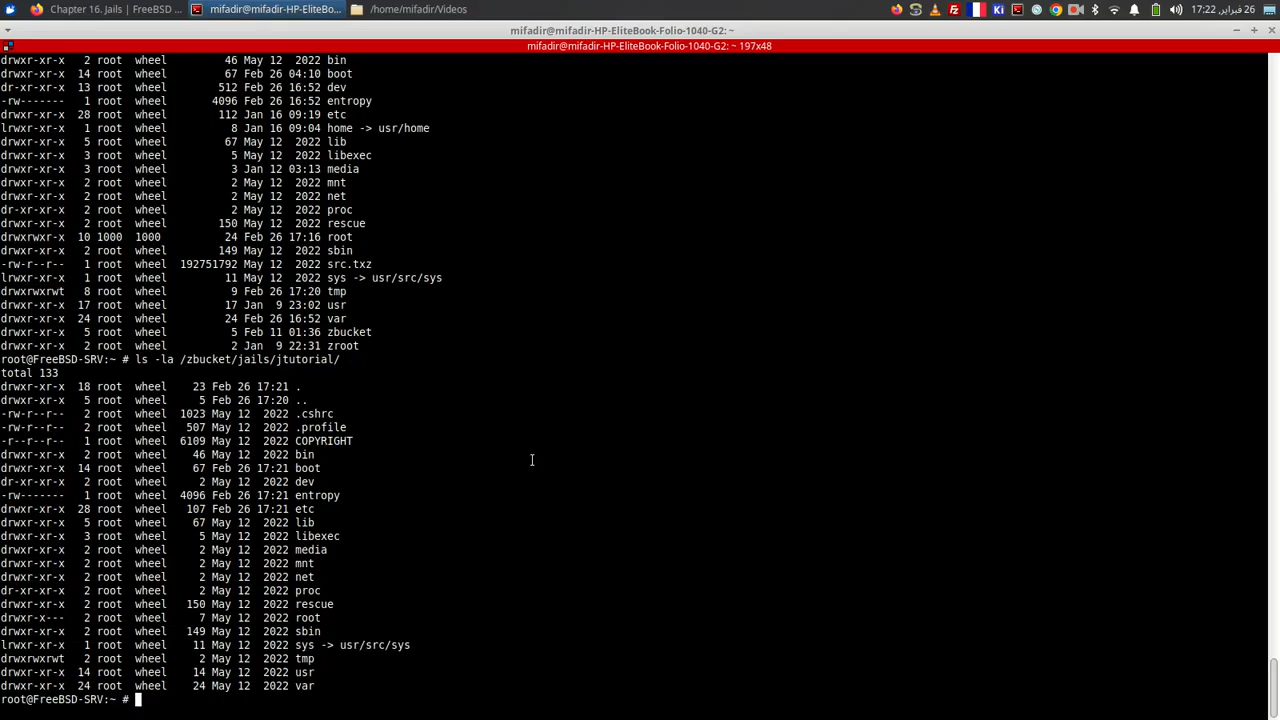 Chapter 16. Jails | FreeBSD ...
mifadir@mifadir-HP-EliteBo...
/home/mifadir/Videos
Ki
17:22 ,26 فبراير
mifadir@mifadir-HP-EliteBook-Folio-1040-G2: ~
mifadir@mifadir-HP-EliteBook-Folio-1040-G2: ~ 197x48
drwxr-xr-x 2 root wheel 46 May 12 2022 bin
drwxr-xr-x 14 root wheel 67 Feb 26 04:10 boot
dr-xr-xr-x 13 root wheel 512 Feb 26 16:52 dev
-rw------- 1 root wheel 4096 Feb 26 16:52 entropy
drwxr-xr-x 28 root wheel 112 Jan 16 09:19 etc
lrwxr-xr-x 1 root wheel 8 Jan 16 09:04 home -> usr/home
drwxr-xr-x 5 root wheel 67 May 12 2022 lib
drwxr-xr-x 3 root wheel 5 May 12 2022 libexec
drwxr-xr-x 3 root wheel 3 Jan 12 03:13 media
drwxr-xr-x 2 root wheel 2 May 12 2022 mnt
drwxr-xr-x 2 root wheel 2 May 12 2022 net
dr-xr-xr-x 2 root wheel 2 May 12 2022 proc
drwxr-xr-x 2 root wheel 150 May 12 2022 rescue
drwxrwxr-x 10 1000 1000 24 Feb 26 17:16 root
drwxr-xr-x 2 root wheel 149 May 12 2022 sbin
-rw-r--r-- 1 root wheel 192751792 May 12 2022 src.txz
lrwxr-xr-x 1 root wheel 11 May 12 2022 sys -> usr/src/sys
drwxrwxrwt 8 root wheel 9 Feb 26 17:20 tmp
drwxr-xr-x 17 root wheel 17 Jan 9 23:02 usr
drwxr-xr-x 24 root wheel 24 Feb 26 16:52 var
drwxr-xr-x 5 root wheel 5 Feb 11 01:36 zbucket
drwxr-xr-x 2 root wheel 2 Jan 9 22:31 zroot
root@FreeBSD-SRV:~ # ls -la /zbucket/jails/jtutorial/
total 133
drwxr-xr-x 18 root wheel 23 Feb 26 17:21 .
drwxr-xr-x 5 root wheel 5 Feb 26 17:20 ..
-rw-r--r-- 2 root wheel 1023 May 12 2022 .cshrc
-rw-r--r-- 2 root wheel 507 May 12 2022 .profile
-r--r--r-- 1 root wheel 6109 May 12 2022 COPYRIGHT
drwxr-xr-x 2 root wheel 46 May 12 2022 bin
drwxr-xr-x 14 root wheel 67 Feb 26 17:21 boot
dr-xr-xr-x 2 root wheel 2 May 12 2022 dev
-rw------- 1 root wheel 4096 Feb 26 17:21 entropy
drwxr-xr-x 28 root wheel 107 Feb 26 17:21 etc
drwxr-xr-x 5 root wheel 67 May 12 2022 lib
drwxr-xr-x 3 root wheel 5 May 12 2022 libexec
drwxr-xr-x 2 root wheel 2 May 12 2022 media
drwxr-xr-x 2 root wheel 2 May 12 2022 mnt
drwxr-xr-x 2 root wheel 2 May 12 2022 net
dr-xr-xr-x 2 root wheel 2 May 12 2022 proc
drwxr-xr-x 2 root wheel 150 May 12 2022 rescue
drwxr-x--- 2 root wheel 7 May 12 2022 root
drwxr-xr-x 2 root wheel 149 May 12 2022 sbin
lrwxr-xr-x 1 root wheel 11 May 12 2022 sys -> usr/src/sys
drwxrwxrwt 2 root wheel 2 May 12 2022 tmp
drwxr-xr-x 14 root wheel 14 May 12 2022 usr
drwxr-xr-x 24 root wheel 24 May 12 2022 var
root@FreeBSD-SRV:~ #